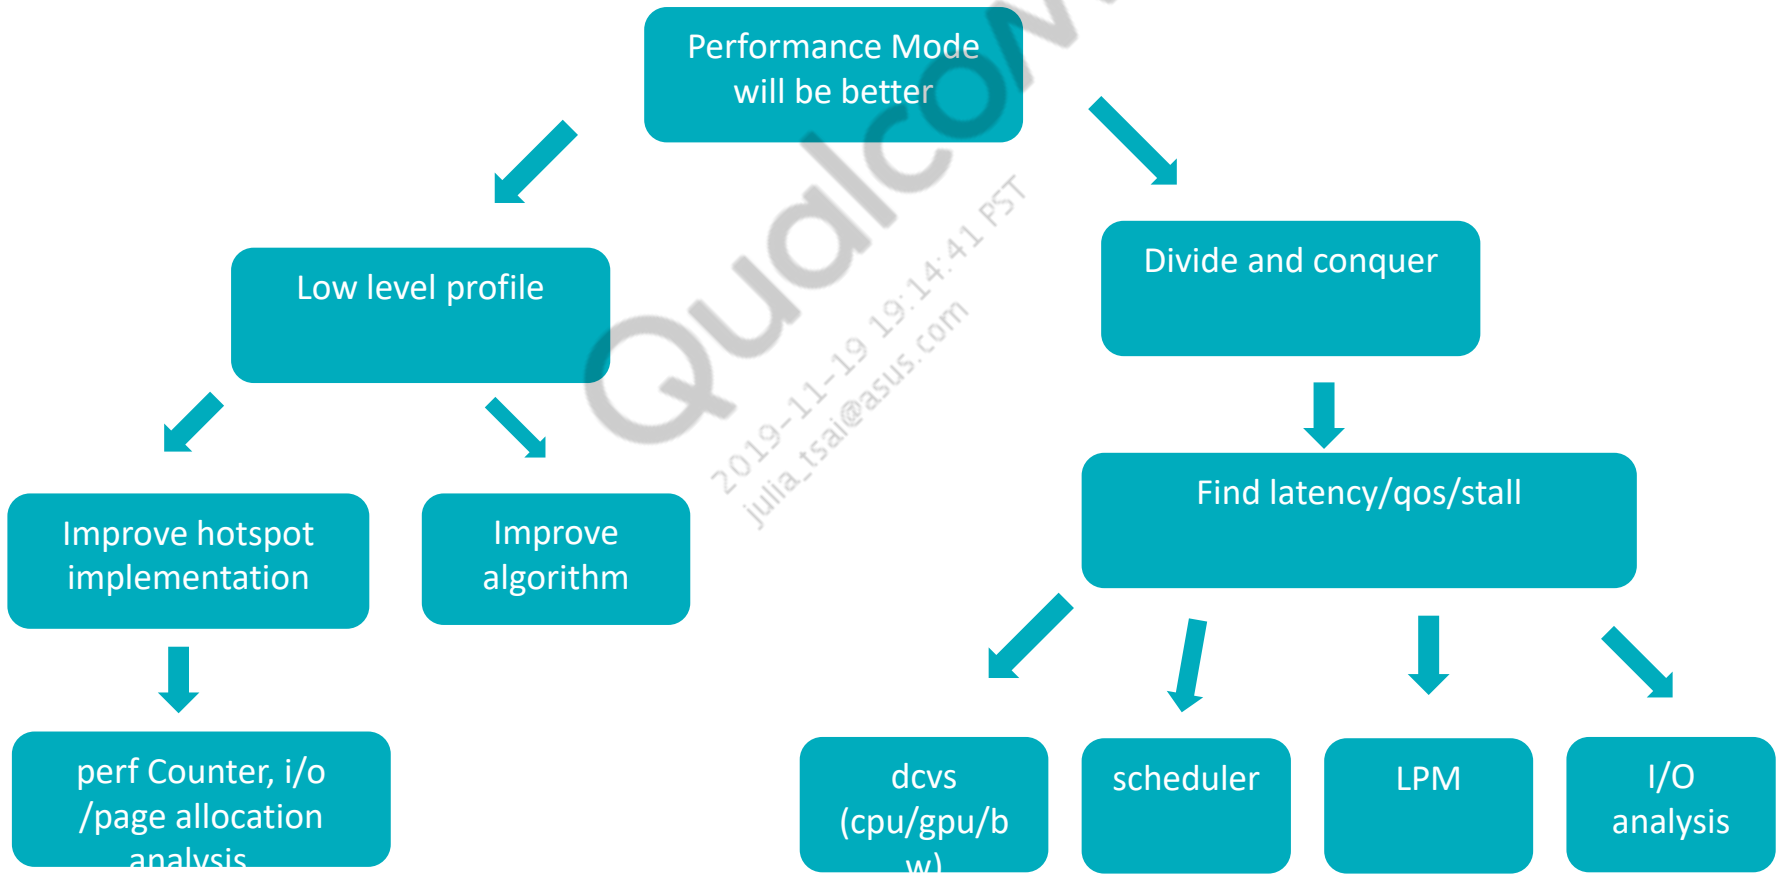 Performance Mode
will be better
Low level profile
Divide and conquer
Find latency/qos/stall
Improve hotspot
implementation
Improve
algorithm
perf Counter, i/o
/page allocation
analysis
dcvs
(cpu/gpu/b
w)
scheduler
LPM
I/O
analysis
2019-11-19 19:14:41 PST
julia_tsai@asus.com